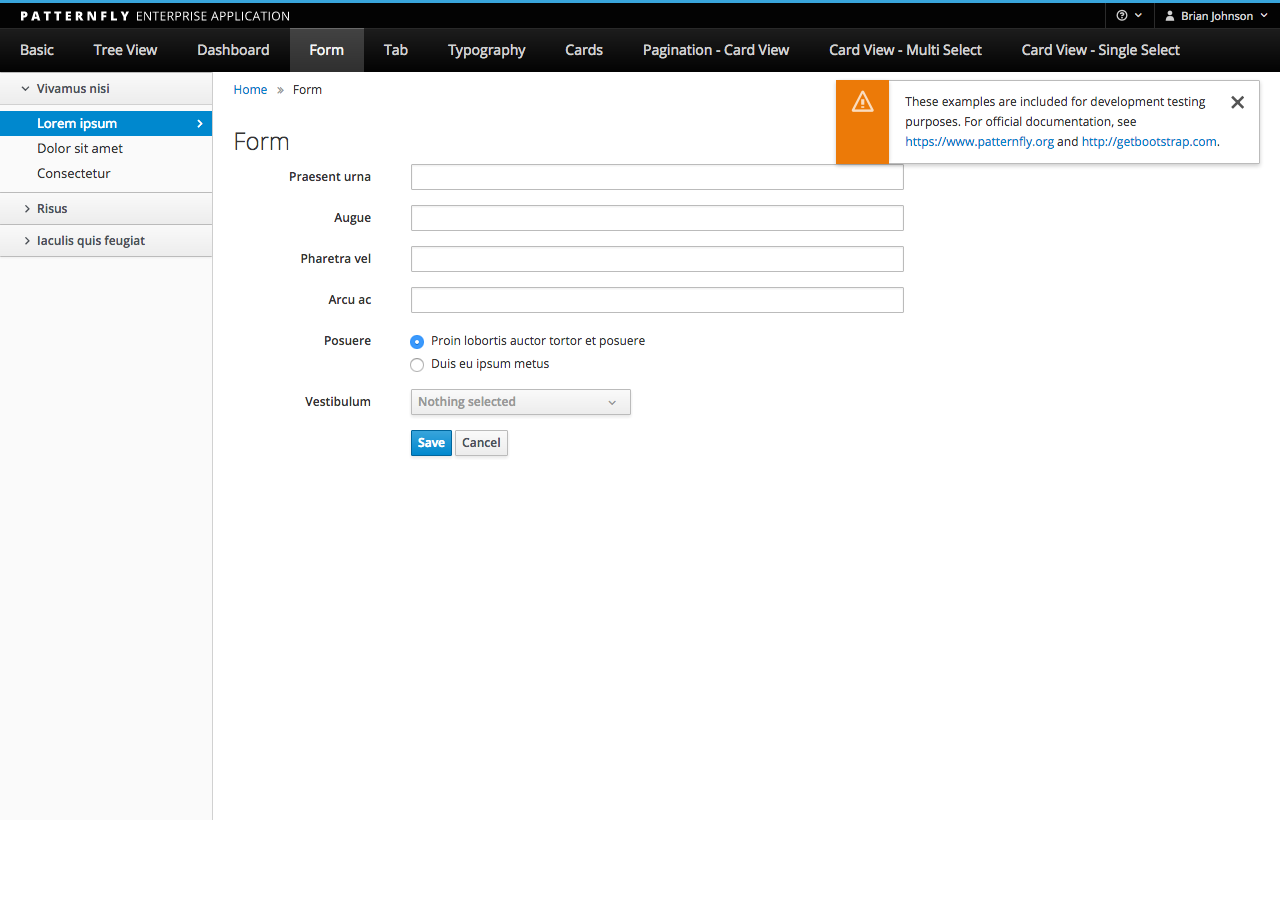 PATTERNFLY ENTERPRISE APPLICATION
Brian Johnson
Basic Tree View Dashboard Form Tab Typography Cards Pagination - Card View Card View - Multi Select Card View - Single Select
Vivamus nisi
Lorem ipsum
Dolor sit amet
Consectetur
Risus
Iaculis quis feugiat
Home » Form
These examples are included for development testing
purposes. For official documentation, see
https://www.patternfly.org and http://getbootstrap.com.
Form
Praesent urna
Augue
Pharetra vel
Arcu ac
Posuere Proin lobortis auctor tortor et posuere
Duis eu ipsum metus
Vestibulum Nothing selected
Save Cancel